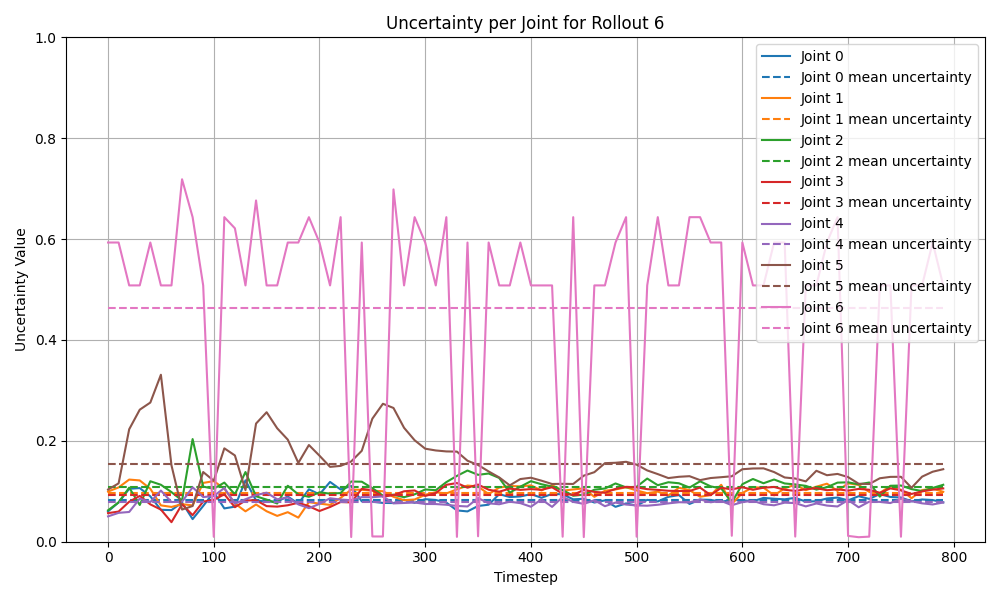 Uncertainty per Joint for Rollout 6
Uncertainty Value
1.0
0.8
0.6
0.4
0.2
0.0
Joint 0
Joint 0 mean uncertainty
Joint 1
Joint 1 mean uncertainty
Joint 2
Joint 2 mean uncertainty
Joint 3
Joint 3 mean uncertainty
Joint 4
Joint 4 mean uncertainty
Joint 5
Joint 5 mean uncertainty
Joint 6
Joint 6 mean uncertainty
0 100 200 300 400 500 600 700 800
Timestep